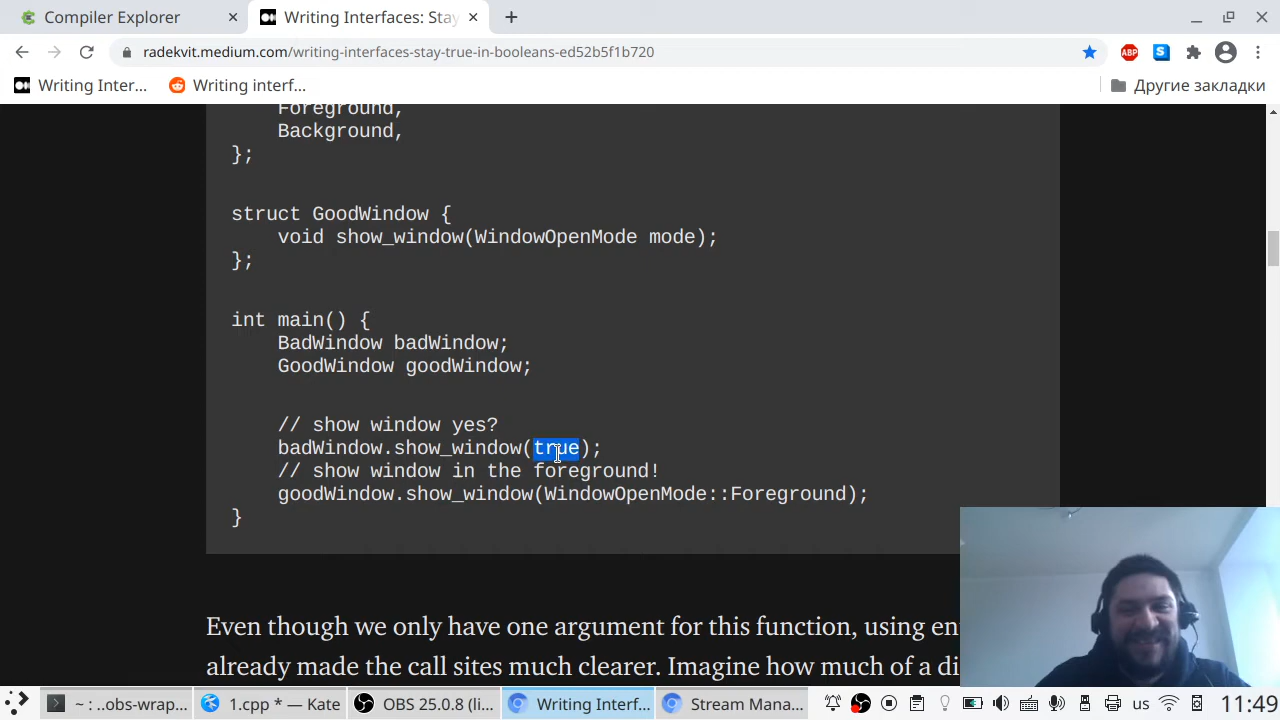 Compiler Explorer
Writing Interfaces: Stay
radekvit.medium.com/writing-interfaces-stay-true-in-booleans-ed52b5f1b720
ABP
S
Writing Inter...
Writing interf...
Другие закладки
Foreground,
Background,
};
struct GoodWindow {
void show_window(WindowOpenMode mode);
};
int main() {
BadWindow badWindow;
GoodWindow goodWindow;
// show window yes?
badWindow.show_window(true);
// show window in the foreground!
goodWindow.show_window(WindowOpenMode::Foreground);
}
Even though we only have one argument for this function, using en
already made the call sites much clearer. Imagine how much of a di
~ : ..obs-wrap...
1.cpp * — Kate
OBS 25.0.8 (li...
Writing Interf...
Stream Mana...
us
11:49